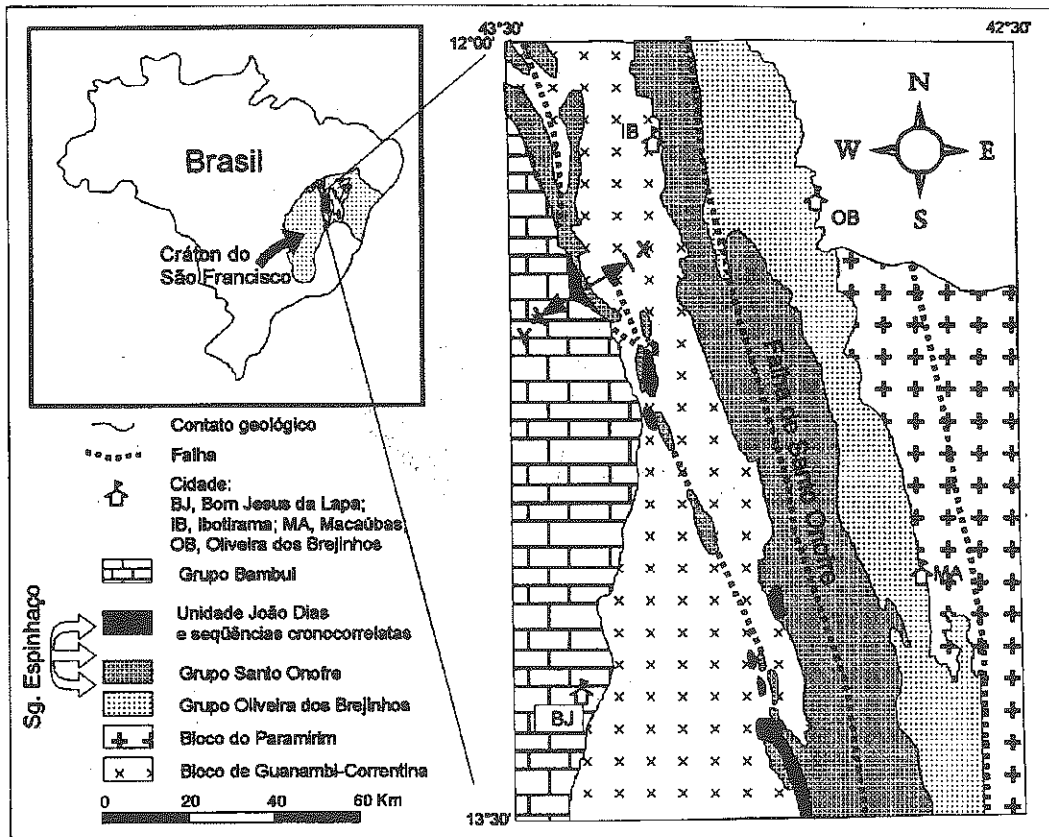 43°30'
42°30'
12°00'
Brasil
Cráton do
São Francisco
N
W
E
S
IB
OB
X
Y
Falha de Santo Onofre
MA
BJ
Contato geológico
Falha
Cidade:
BJ, Bom Jesus da Lapa;
IB, Ibotirama; MA, Macaúbas;
OB, Oliveira dos Brejinhos
Grupo Bambuí
Unidade João Dias
e seqüências cronocorrelatas
Grupo Santo Onofre
Grupo Oliveira dos Brejinhos
Bloco do Paramirim
Bloco de Guanambi-Correntina
Sg. Espinhaço
0 20 40 60 Km
13°30'